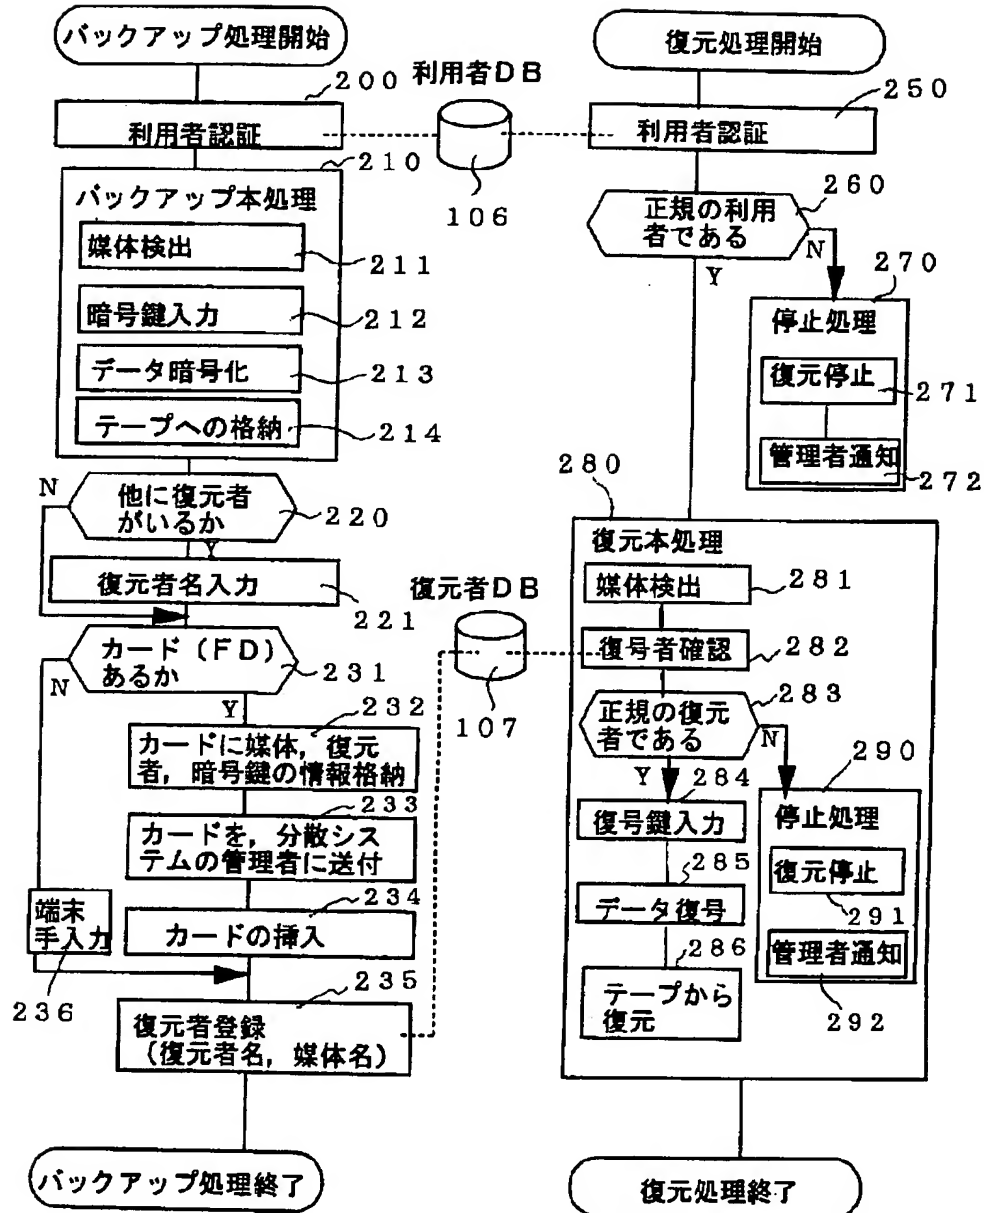 バックアップ処理開始
200
利用者認証
210
バックアップ本処理
媒体検出
211
暗号鍵入力
212
データ暗号化
213
テープへの格納
214
N
他に復元者
がいるか
220
Y
復元者名入力
221
カード(FD)
あるか
231
N
Y
232
カードに媒体,復元
者,暗号鍵の情報格納
233
カードを,分散シス
テムの管理者に送付
234
カードの挿入
端末
手入力
236
235
復元者登録
(復元者名,媒体名)
バックアップ処理終了
利用者DB
106
復元者DB
107
復元処理開始
250
利用者認証
260
正規の利用
者である
N
Y
270
停止処理
復元停止
271
管理者通知
272
280
復元本処理
媒体検出
281
復号者確認
282
正規の復元
者である
283
N
Y
284
復号鍵入力
285
データ復号
286
テープから
復元
290
停止処理
復元停止
291
管理者通知
292
復元処理終了